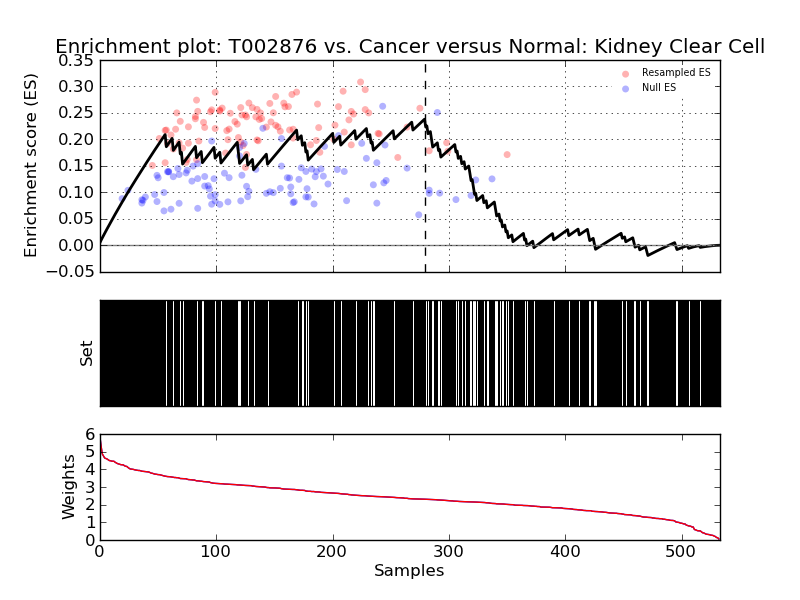 Enrichment plot: T002876 vs. Cancer versus Normal: Kidney Clear Cell
0.35
0.30
0.25
0.20
0.15
0.10
0.05
0.00
−0.05
Enrichment score (ES)
Resampled ES
Null ES
Set
6
5
4
3
2
1
0
Weights
0 100 200 300 400 500
Samples